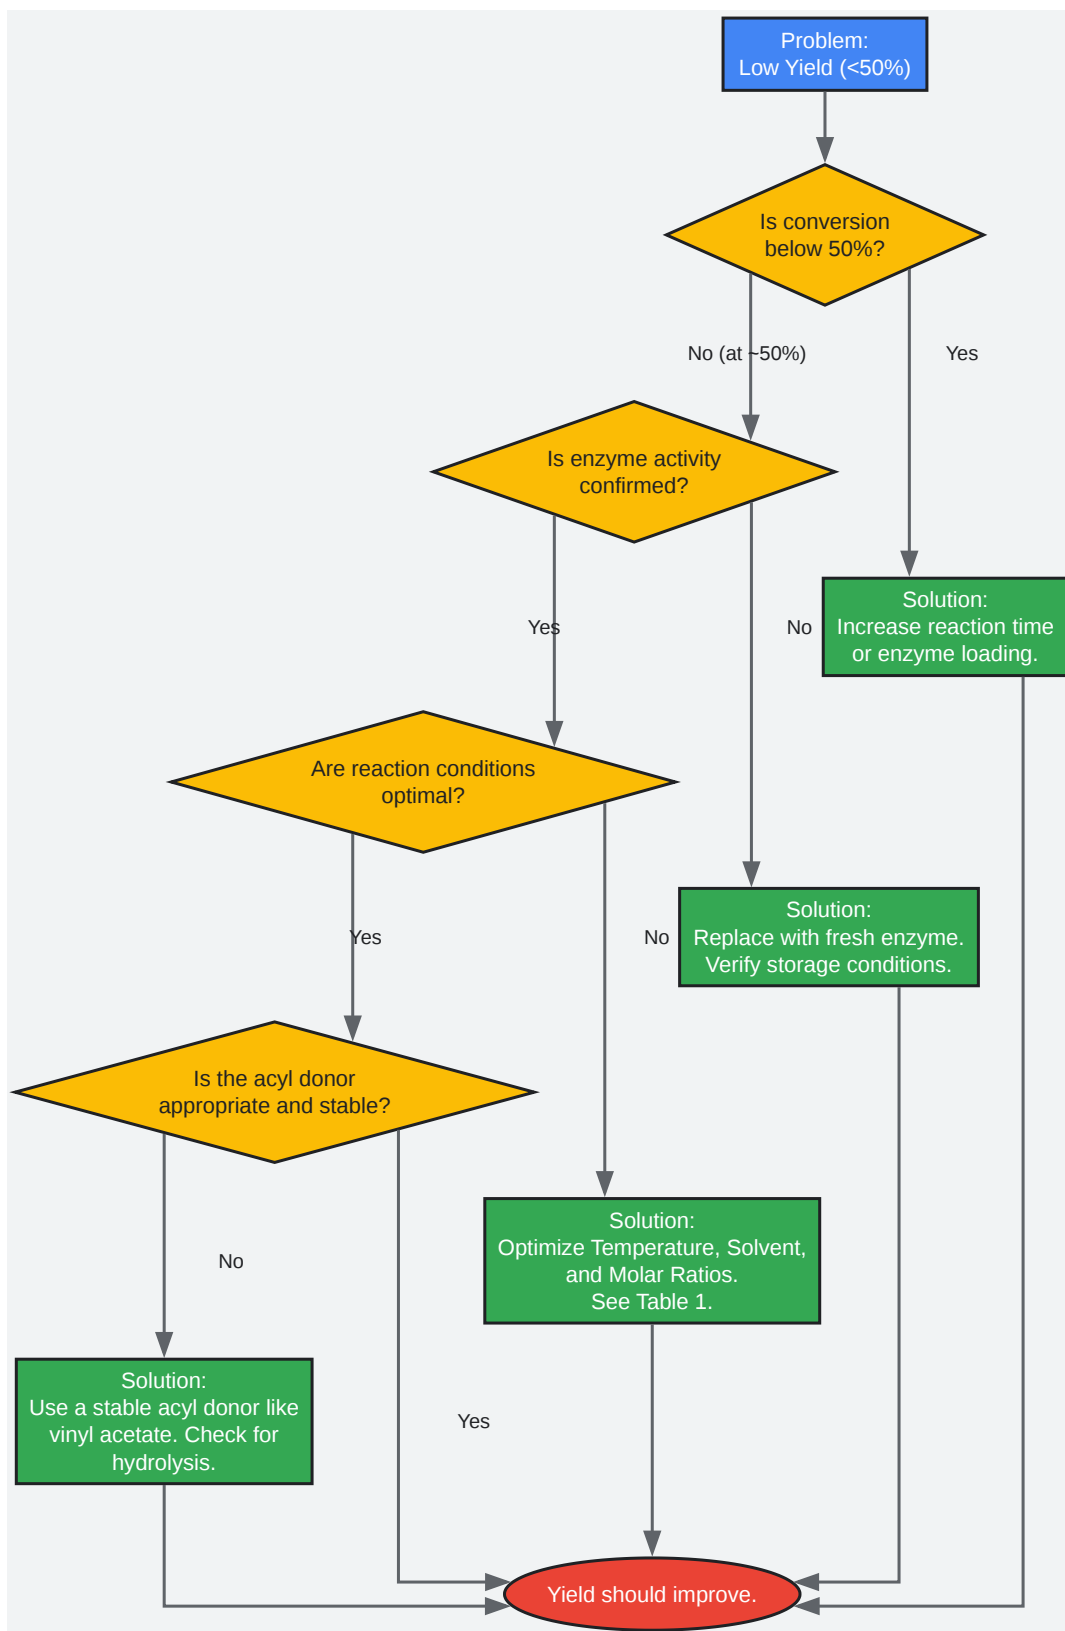 Problem:
Low Yield (<50%)
Is conversion
below 50%?
No (at ~50%)
Yes
Is enzyme activity
confirmed?
Solution:
Increase reaction time
or enzyme loading.
Yes
No
Are reaction conditions
optimal?
Solution:
Replace with fresh enzyme.
Verify storage conditions.
Yes
No
Is the acyl donor
appropriate and stable?
Solution:
Optimize Temperature, Solvent,
and Molar Ratios.
See Table 1.
No
Solution:
Use a stable acyl donor like
vinyl acetate. Check for
hydrolysis.
Yes
Yield should improve.